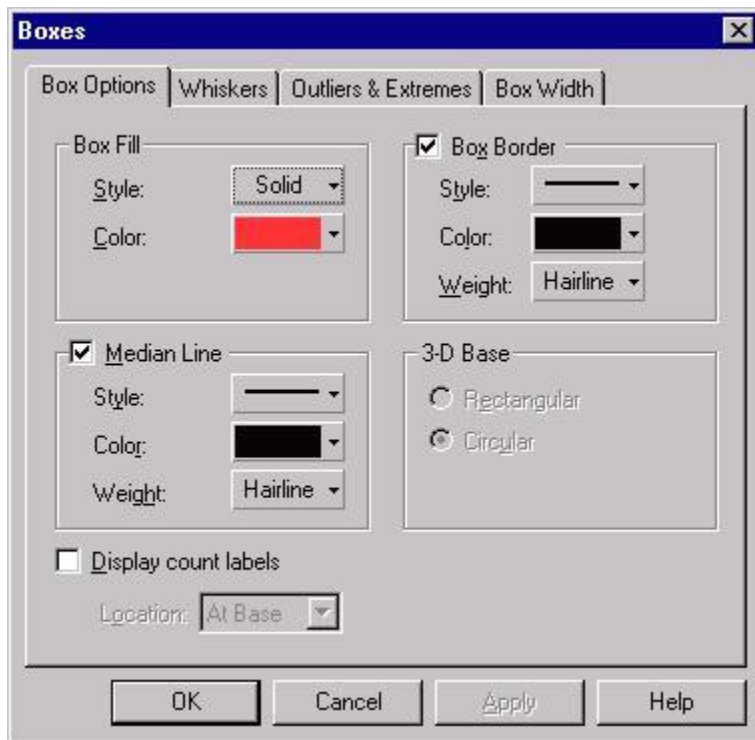 Boxes
Box Options Whiskers Outliers & Extremes Box Width
Box Fill
Style: Solid
Color:
Box Border
Style:
Color:
Weight: Hairline
Median Line
Style:
Color:
Weight: Hairline
3-D Base
Rectangular
Circular
Display count labels
Location: At Base
OK Cancel Apply Help